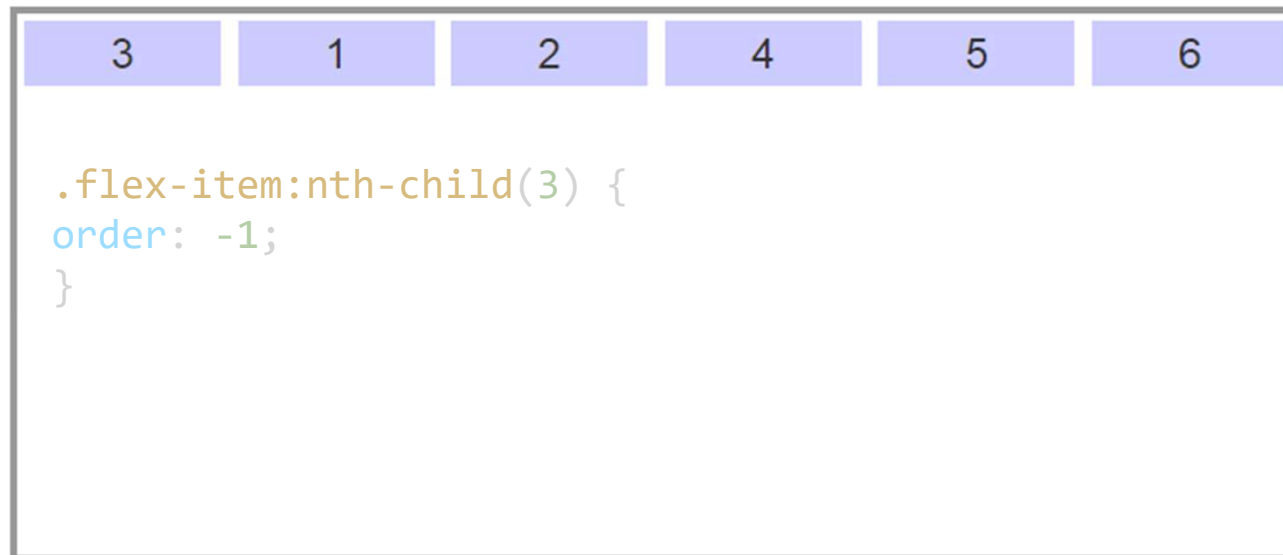 3 1 2 4 5 6
.flex-item:nth-child(3) {
order: -1;
}